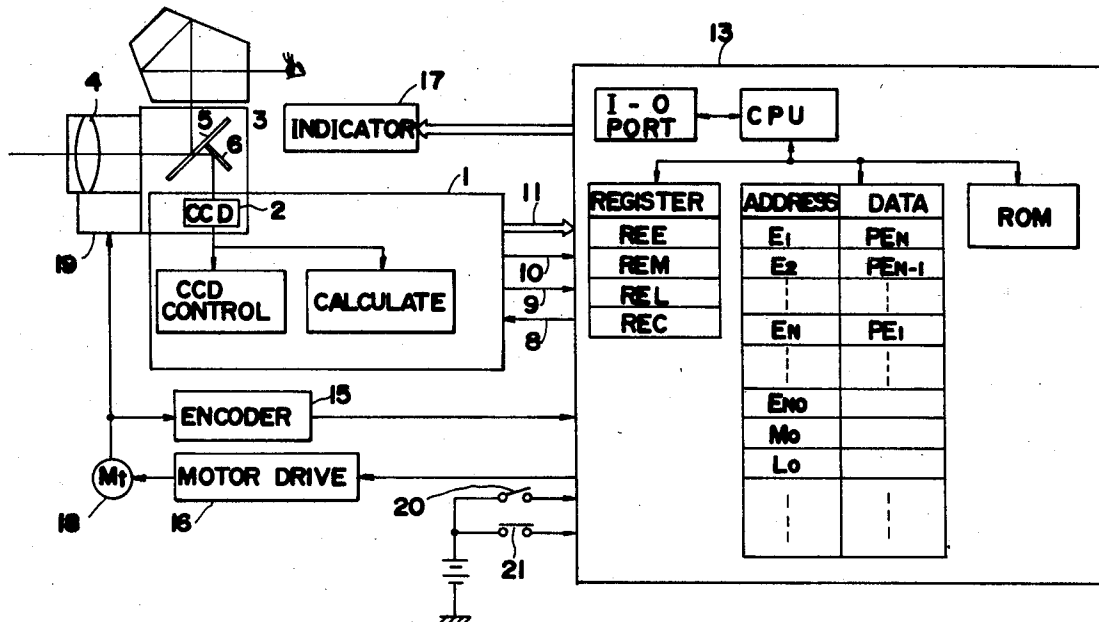 13
4
17
5
3
INDICATOR
6
I-O PORT
CPU
1
CCD
2
11
REGISTER
ADDRESS
DATA
ROM
REE
E1
PEN
19
10
REM
E2
PEN-1
CCD CONTROL
CALCULATE
9
REL
8
REC
EN
PE1
15
ENCODER
ENO
MO
LO
Mt
MOTOR DRIVE
18
16
20
21